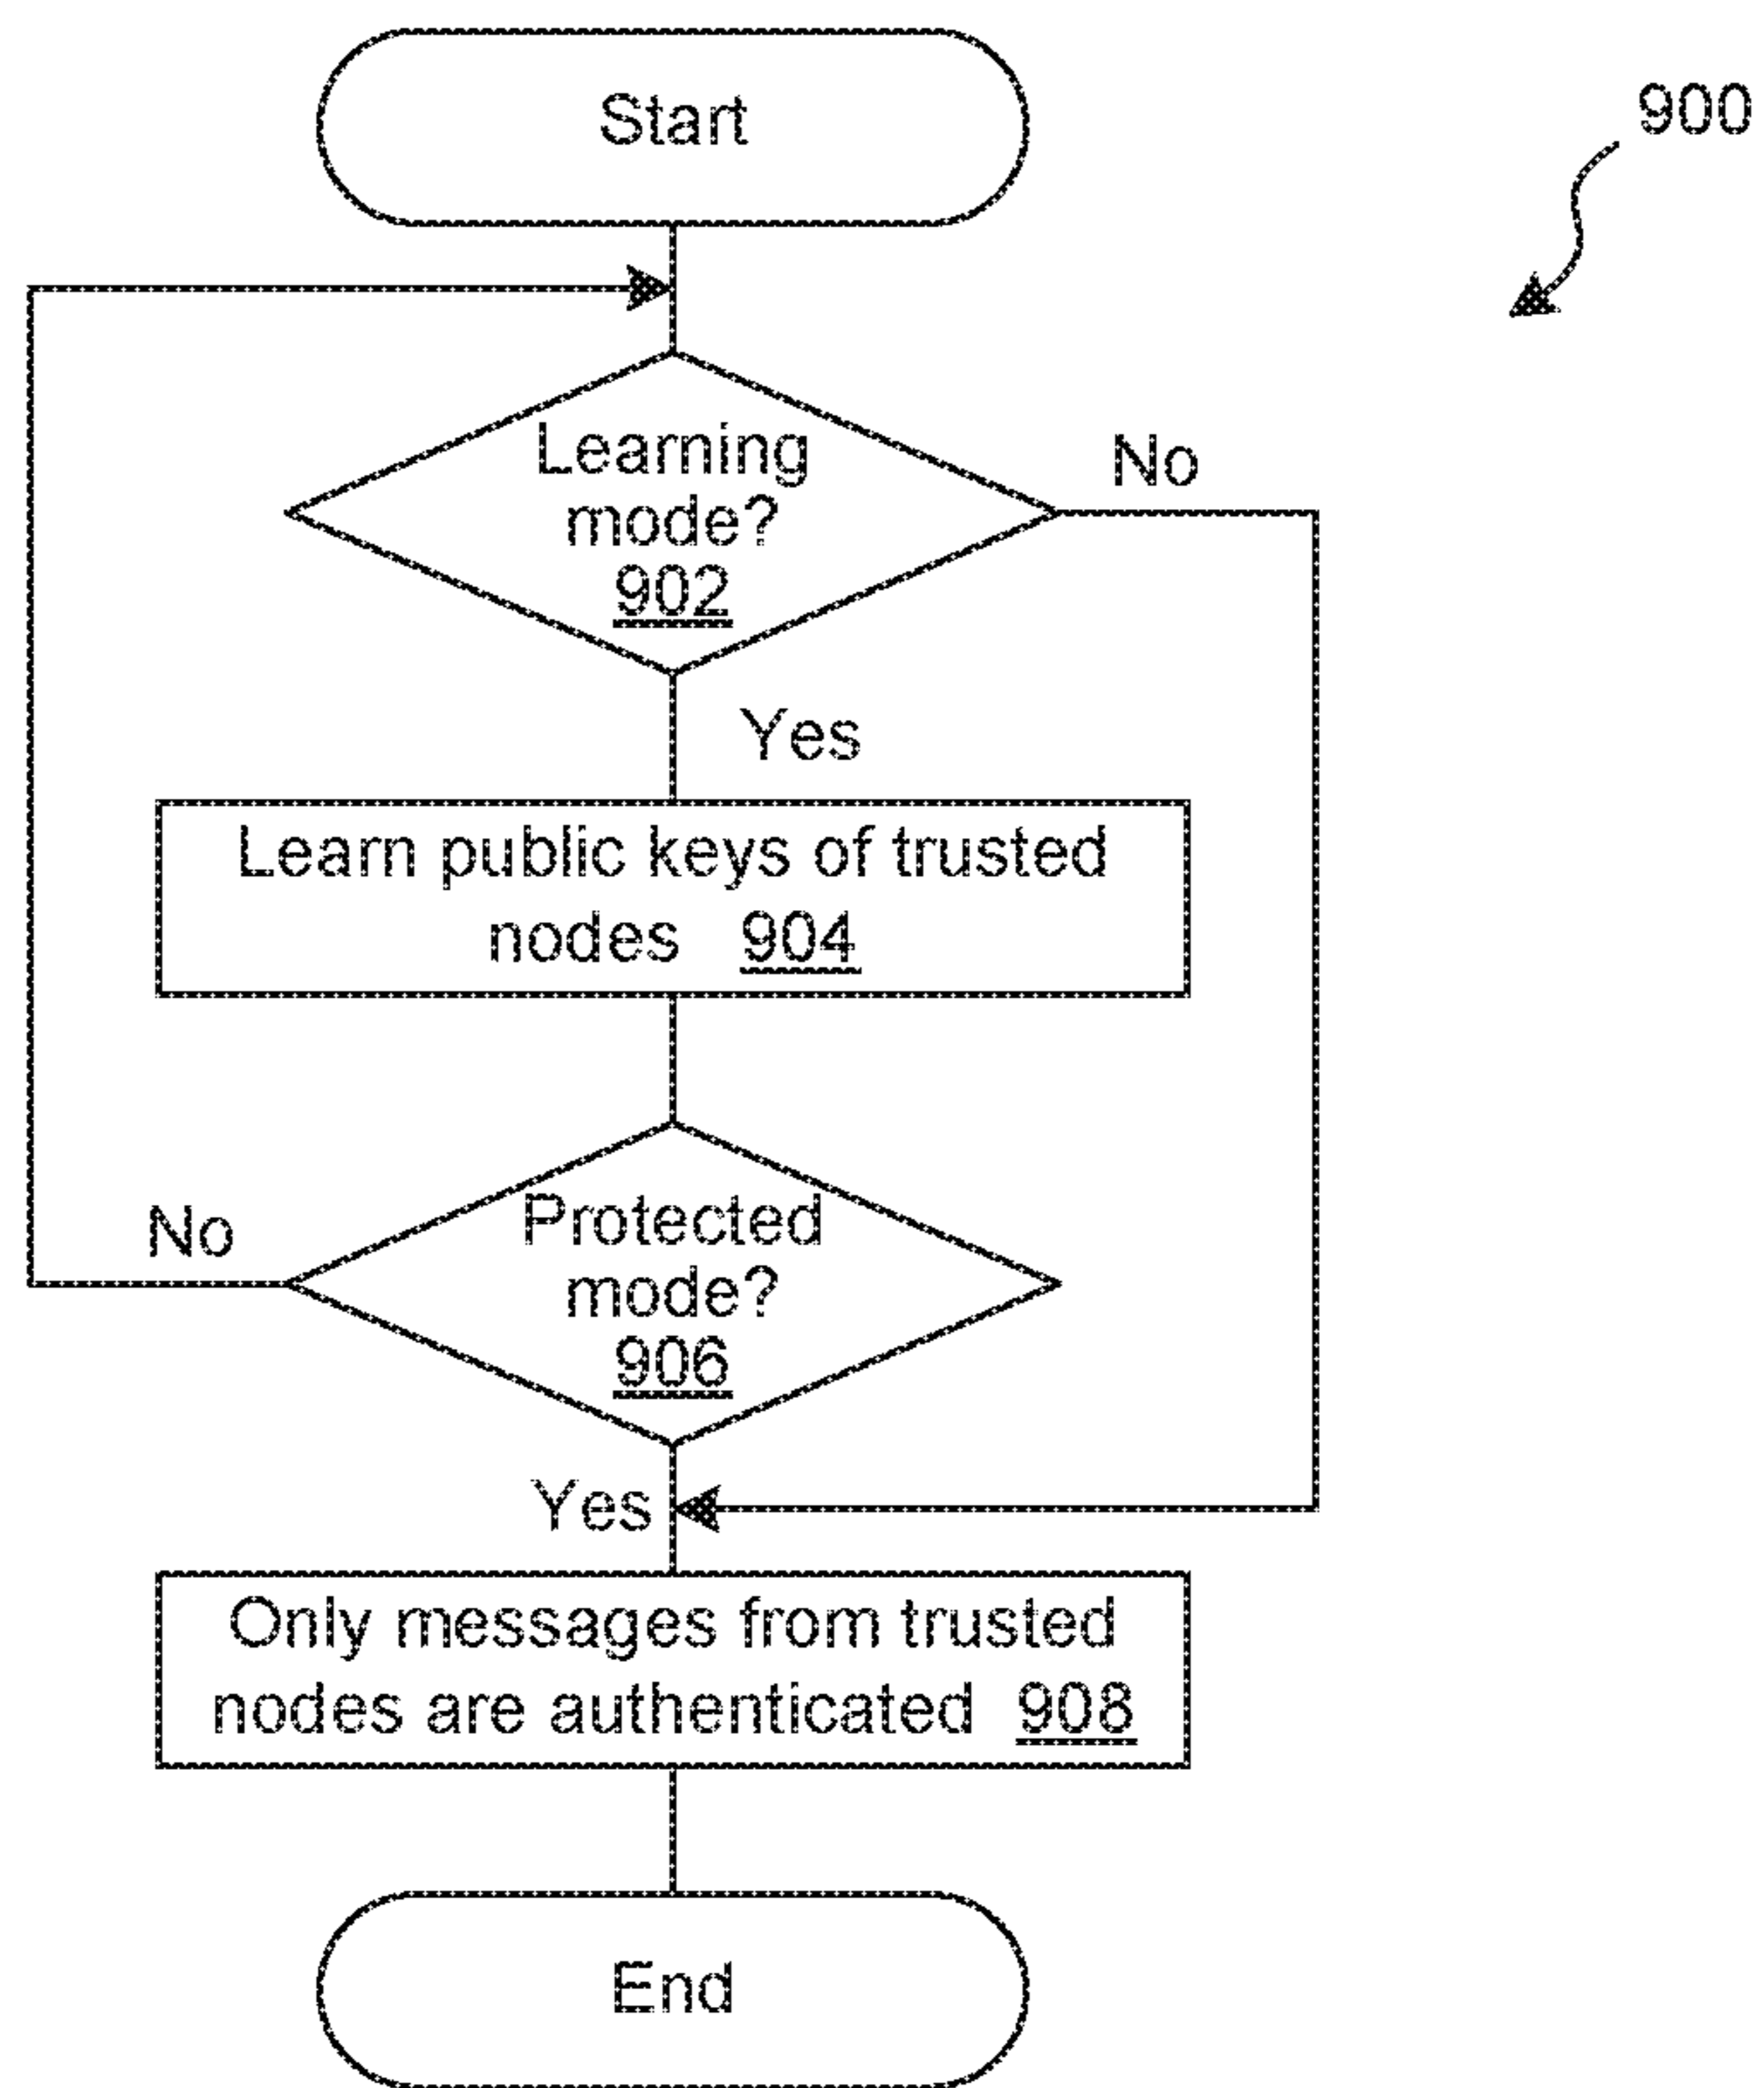 Start
900
Learning
mode?
902
No
Yes
Learn public keys of trusted
nodes 904
Protected
mode?
906
No
Yes
Only messages from trusted
nodes are authenticated 908
End